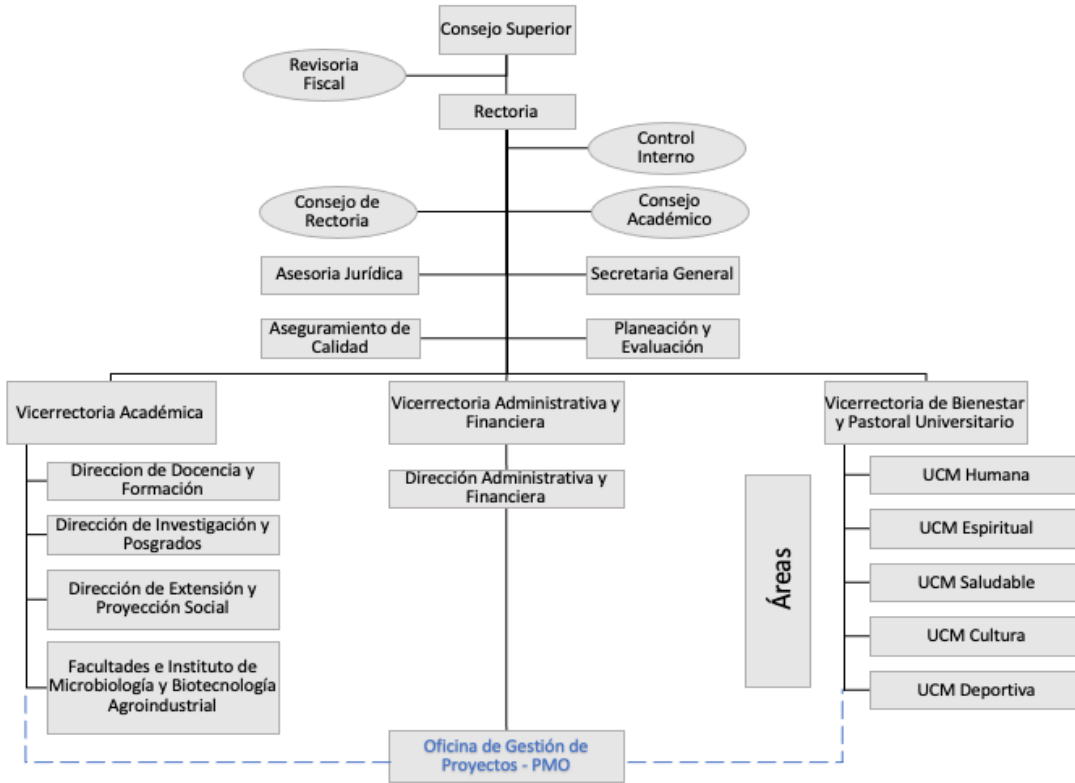 Consejo Superior
Revisoria
Fiscal
Rectoria
Control
Interno
Consejo de
Rectoria
Consejo
Académico
Asesoria Jurídica
Secretaria General
Aseguramiento de
Calidad
Planeación y
Evaluación
Vicerrectoria Académica
Vicerrectoria Administrativa y
Financiera
Vicerrectoria de Bienestar
y Pastoral Universitario
Direccion de Docencia y
Formación
Dirección de Investigación y
Posgrados
Dirección de Extensión y
Proyección Social
Facultades e Instituto de
Microbiología y Biotecnología
Agroindustrial
Dirección Administrativa y
Financiera
Áreas
UCM Humana
UCM Espiritual
UCM Saludable
UCM Cultura
UCM Deportiva
Oficina de Gestión de
Proyectos - PMO